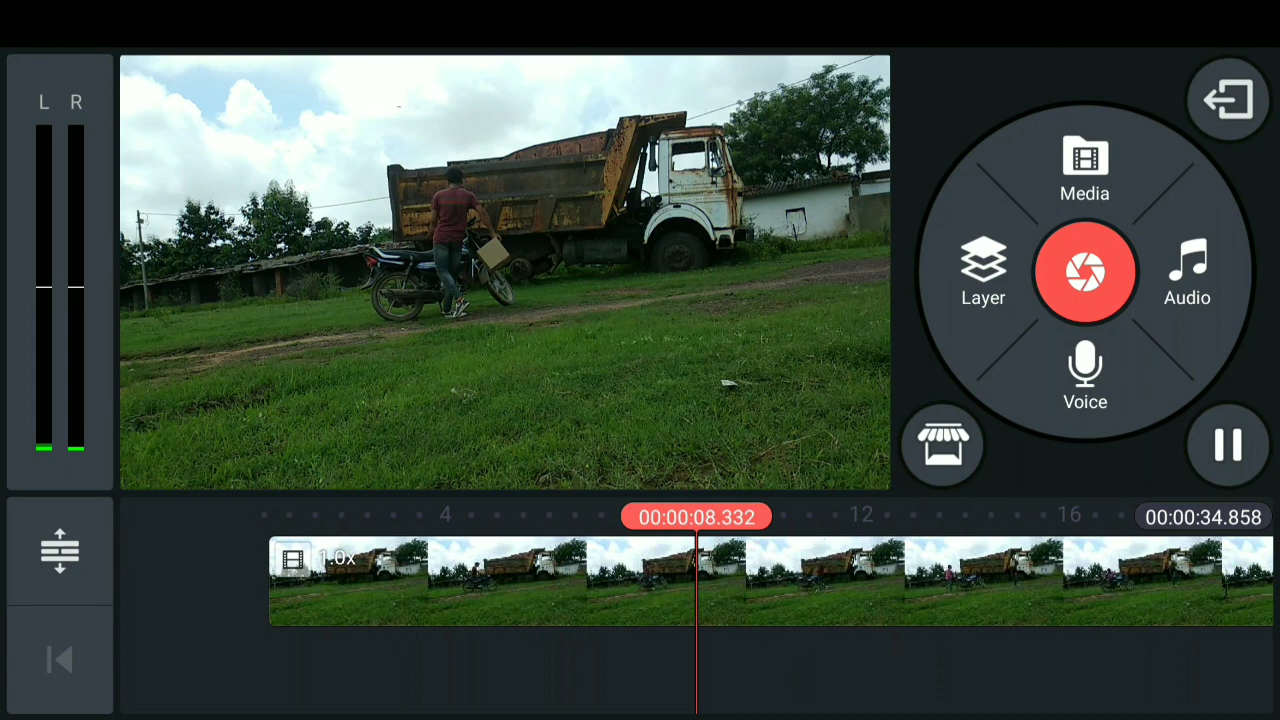 L R
Media
Layer
Audio
Voice
4
00:00:08.332
12
16
00:00:34.858
1.0x